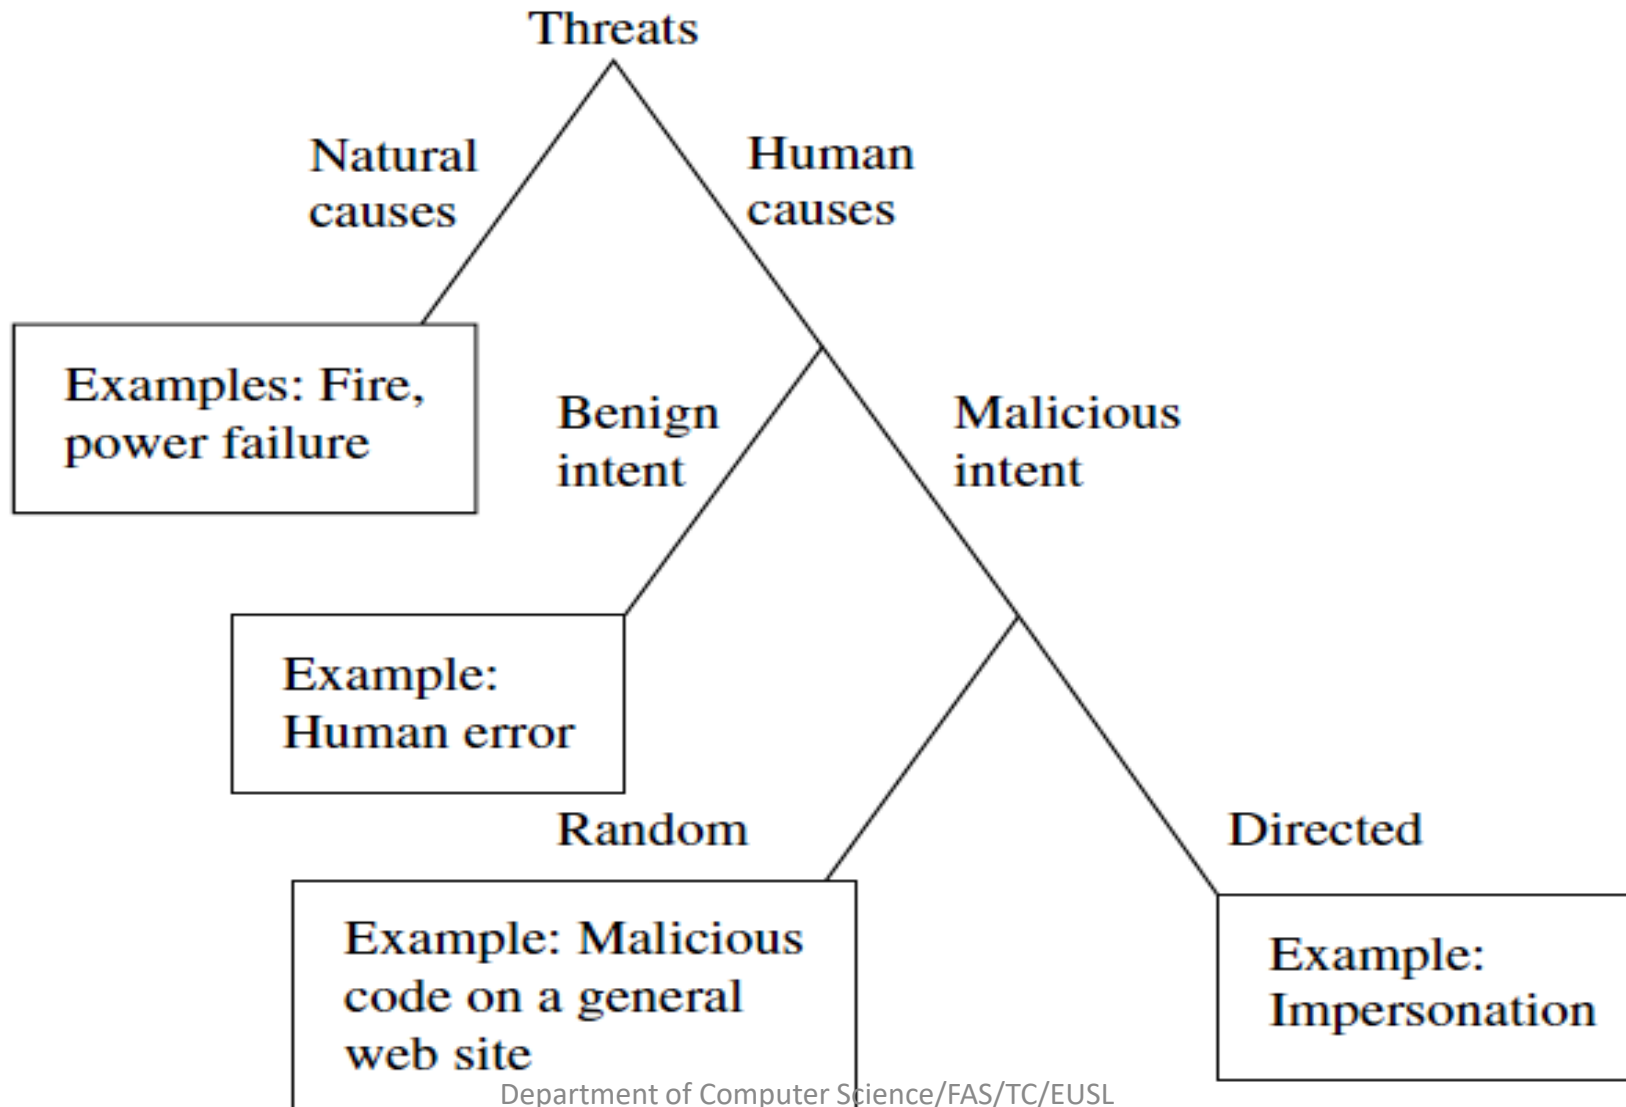 Threats
Natural
causes
Human
causes
Examples: Fire,
power failure
Benign
intent
Malicious
intent
Example:
Human error
Random
Directed
Example: Malicious
code on a general
web site
Example:
Impersonation
Department of Computer Science/FAS/TC/EUSL